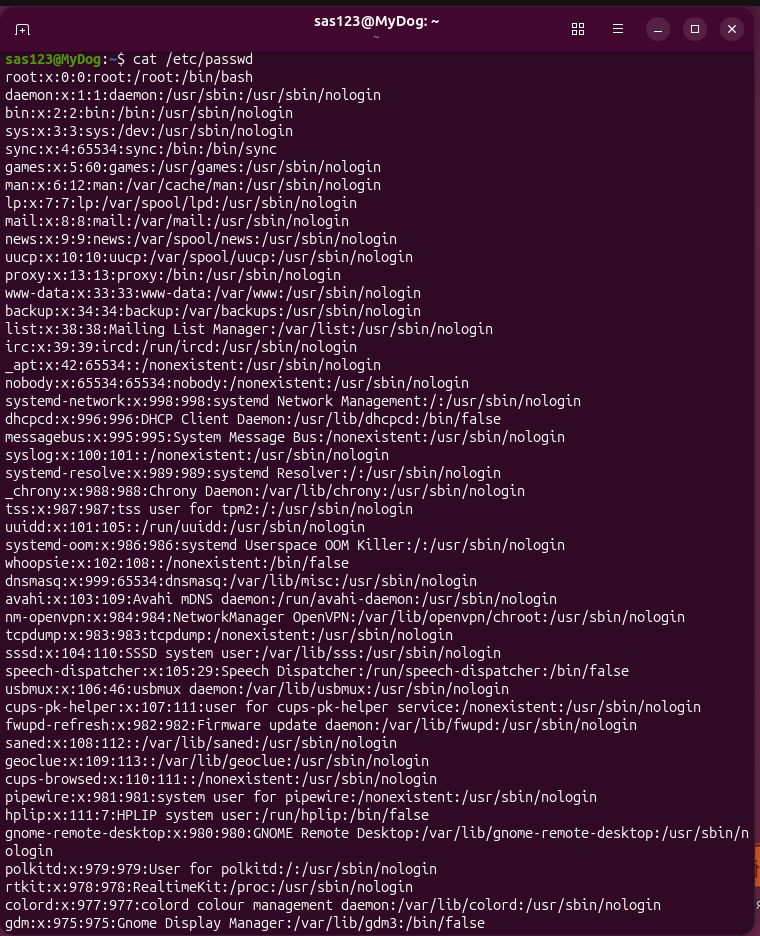 sas123@MyDog: ~
~
sas123@MyDog:~$ cat /etc/passwd
root:x:0:0:root:/root:/bin/bash
daemon:x:1:1:daemon:/usr/sbin:/usr/sbin/nologin
bin:x:2:2:bin:/bin:/usr/sbin/nologin
sys:x:3:3:sys:/dev:/usr/sbin/nologin
sync:x:4:65534:sync:/bin:/bin/sync
games:x:5:60:games:/usr/games:/usr/sbin/nologin
man:x:6:12:man:/var/cache/man:/usr/sbin/nologin
lp:x:7:7:lp:/var/spool/lpd:/usr/sbin/nologin
mail:x:8:8:mail:/var/mail:/usr/sbin/nologin
news:x:9:9:news:/var/spool/news:/usr/sbin/nologin
uucp:x:10:10:uucp:/var/spool/uucp:/usr/sbin/nologin
proxy:x:13:13:proxy:/bin:/usr/sbin/nologin
www-data:x:33:33:www-data:/var/www:/usr/sbin/nologin
backup:x:34:34:backup:/var/backups:/usr/sbin/nologin
list:x:38:38:Mailing List Manager:/var/list:/usr/sbin/nologin
irc:x:39:39:ircd:/run/ircd:/usr/sbin/nologin
_apt:x:42:65534::/nonexistent:/usr/sbin/nologin
nobody:x:65534:65534:nobody:/nonexistent:/usr/sbin/nologin
systemd-network:x:998:998:systemd Network Management:/:/usr/sbin/nologin
dhcpcd:x:996:996:DHCP Client Daemon:/usr/lib/dhcpcd:/bin/false
messagebus:x:995:995:System Message Bus:/nonexistent:/usr/sbin/nologin
syslog:x:100:101::/nonexistent:/usr/sbin/nologin
systemd-resolve:x:989:989:systemd Resolver:/:/usr/sbin/nologin
_chrony:x:988:988:Chrony Daemon:/var/lib/chrony:/usr/sbin/nologin
tss:x:987:987:tss user for tpm2:/:/usr/sbin/nologin
uuidd:x:101:105::/run/uuidd:/usr/sbin/nologin
systemd-oom:x:986:986:systemd Userspace OOM Killer:/:/usr/sbin/nologin
whoopsie:x:102:108::/nonexistent:/bin/false
dnsmasq:x:999:65534:dnsmasq:/var/lib/misc:/usr/sbin/nologin
avahi:x:103:109:Avahi mDNS daemon:/run/avahi-daemon:/usr/sbin/nologin
nm-openvpn:x:984:984:NetworkManager OpenVPN:/var/lib/openvpn/chroot:/usr/sbin/nologin
tcpdump:x:983:983:tcpdump:/nonexistent:/usr/sbin/nologin
sssd:x:104:110:SSSD system user:/var/lib/sss:/usr/sbin/nologin
speech-dispatcher:x:105:29:Speech Dispatcher:/run/speech-dispatcher:/bin/false
usbmux:x:106:46:usbmux daemon:/var/lib/usbmux:/usr/sbin/nologin
cups-pk-helper:x:107:111:user for cups-pk-helper service:/nonexistent:/usr/sbin/nologin
fwupd-refresh:x:982:982:Firmware update daemon:/var/lib/fwupd:/usr/sbin/nologin
saned:x:108:112::/var/lib/saned:/usr/sbin/nologin
geoclue:x:109:113::/var/lib/geoclue:/usr/sbin/nologin
cups-browsed:x:110:111::/nonexistent:/usr/sbin/nologin
pipewire:x:981:981:system user for pipewire:/nonexistent:/usr/sbin/nologin
hplip:x:111:7:HPLIP system user:/run/hplip:/bin/false
gnome-remote-desktop:x:980:980:GNOME Remote Desktop:/var/lib/gnome-remote-desktop:/usr/sbin/n
ologin
polkitd:x:979:979:User for polkitd:/:/usr/sbin/nologin
rtkit:x:978:978:RealtimeKit:/proc:/usr/sbin/nologin
colord:x:977:977:colord colour management daemon:/var/lib/colord:/usr/sbin/nologin
gdm:x:975:975:Gnome Display Manager:/var/lib/gdm3:/bin/false